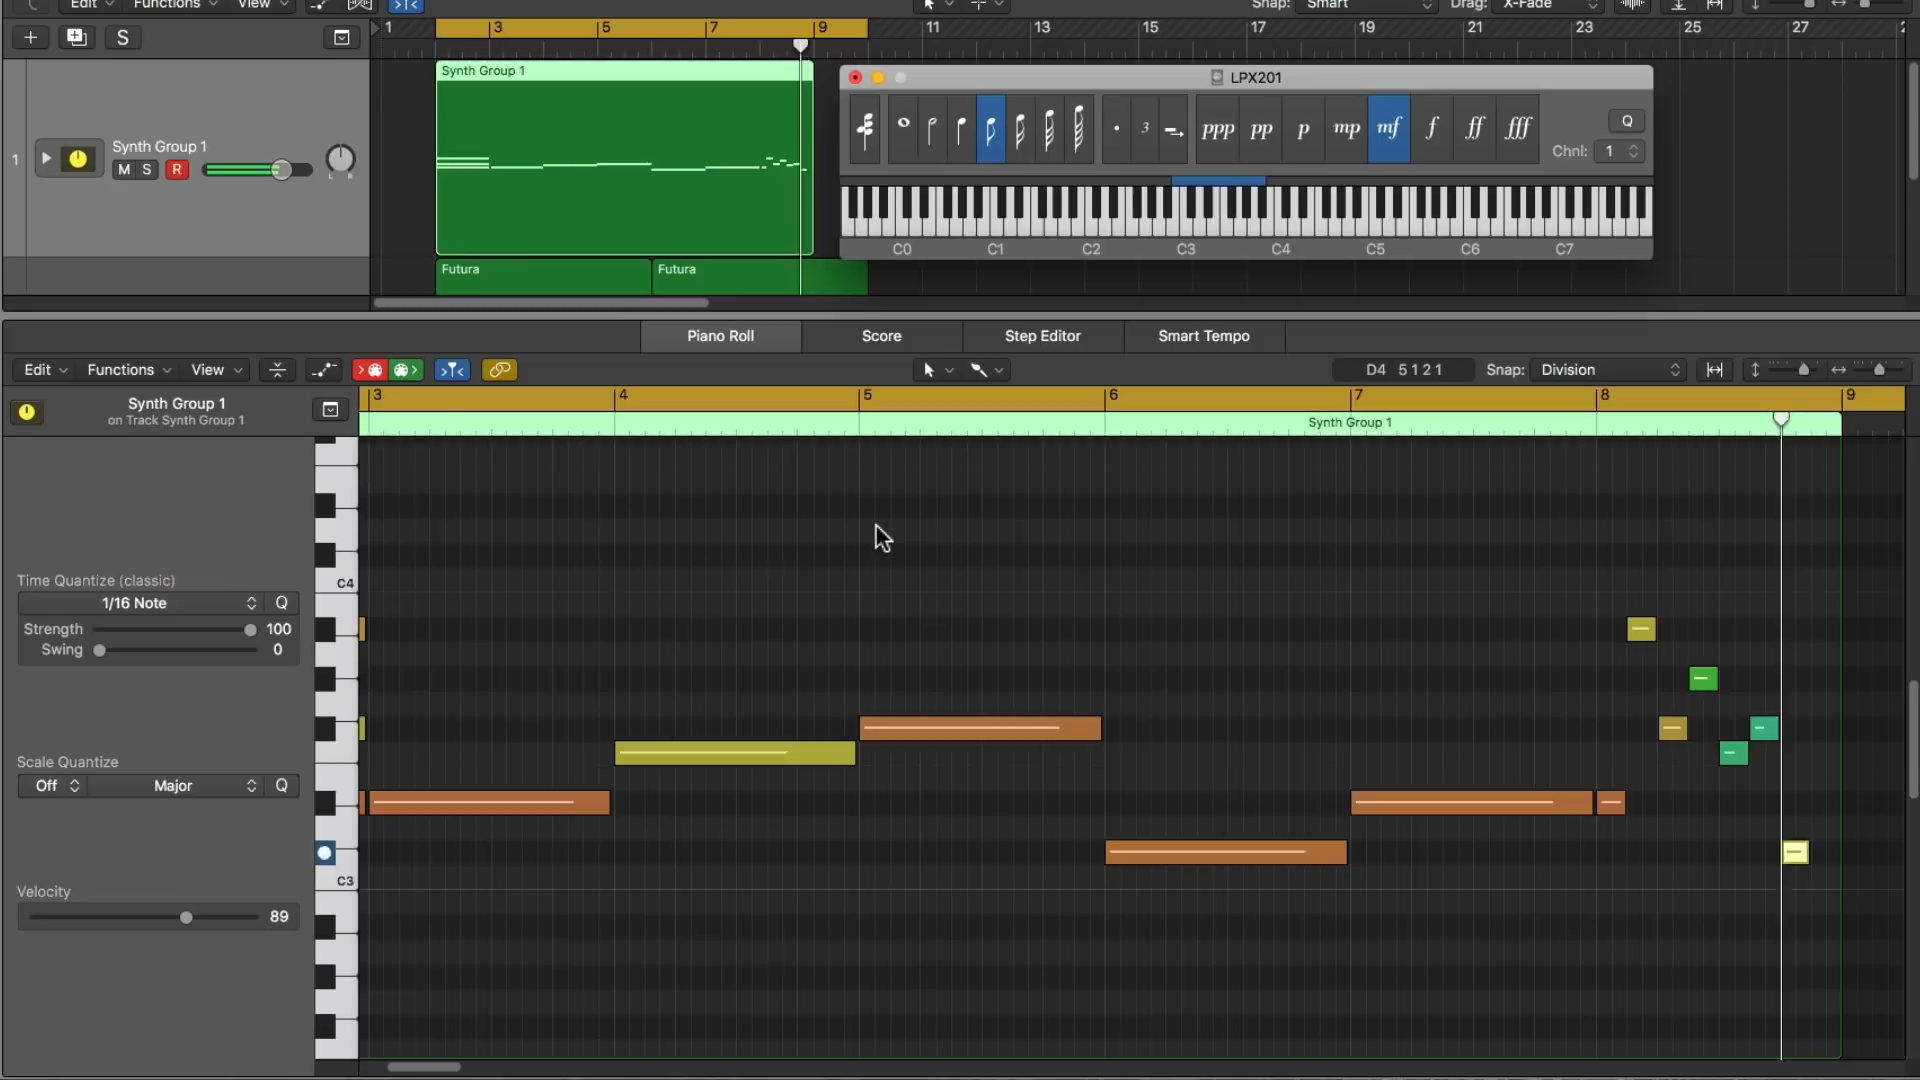 Edit Functions View Snap: Smart Drag: X-Fade
S 1 3 5 7 9 11 13 15 17 19 21 23 25 27
Synth Group 1 LPX201
1 Synth Group 1
M S R L R
3 ppp pp p mp mf f ff fff Q
Chnl: 1
C0 C1 C2 C3 C4 C5 C6 C7
Futura Futura
Piano Roll Score Step Editor Smart Tempo
Edit Functions View D4 5 1 2 1 Snap: Division
3 4 5 6 7 8 9
Synth Group 1
on Track Synth Group 1
Synth Group 1
Time Quantize (classic)
1/16 Note Q
Strength 100
Swing 0
C4
Scale Quantize
Off Major Q
C3
Velocity
89